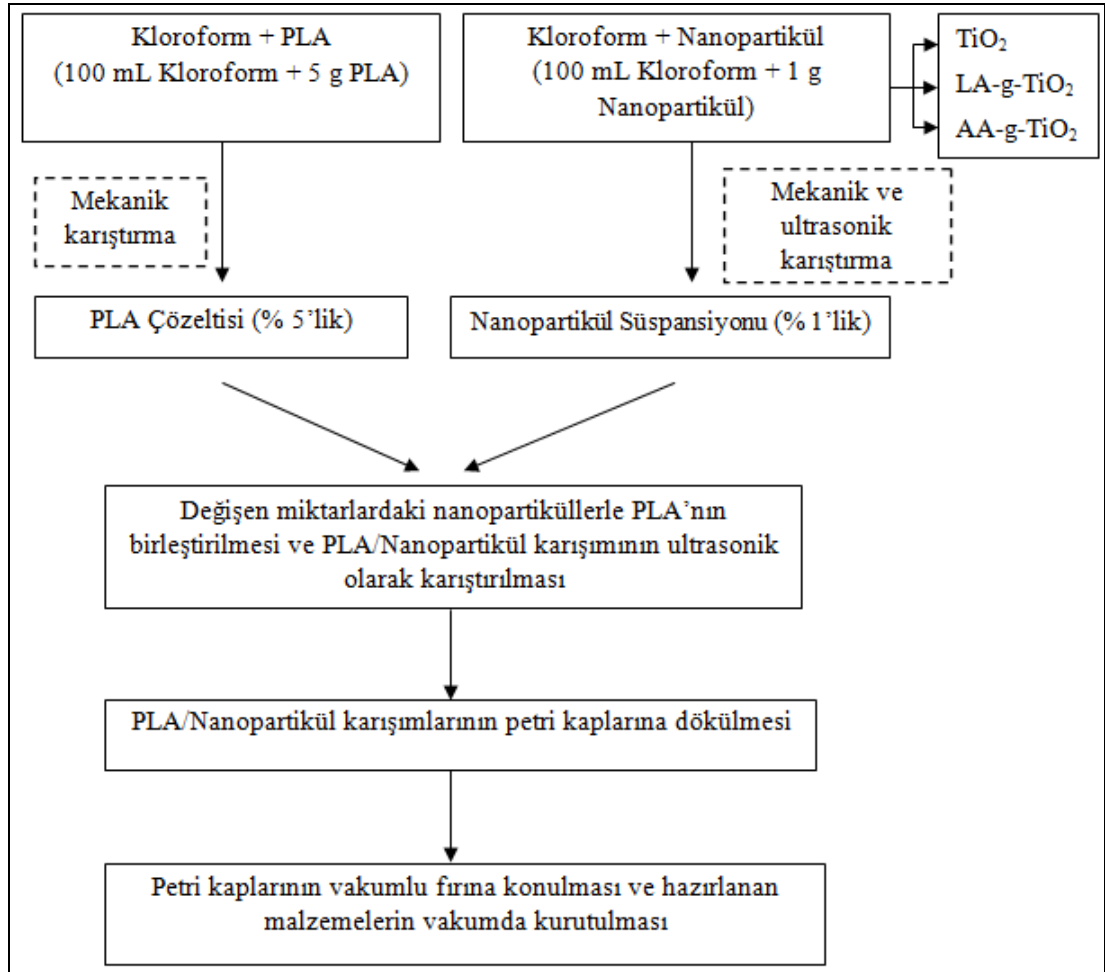 Kloroform + PLA
(100 mL Kloroform + 5 g PLA)
Kloroform + Nanopartikül
(100 mL Kloroform + 1 g
Nanopartikül)
TiO₂
LA-g-TiO₂
AA-g-TiO₂
Mekanik
karıştırma
Mekanik ve
ultrasonik
karıştırma
PLA Çözeltisi (% 5’lik)
Nanopartikül Süspansiyonu (% 1’lik)
Değişen miktarlardaki nanopartiküllerle PLA’nın
birleştirilmesi ve PLA/Nanopartikül karışımının ultrasonik
olarak karıştırılması
PLA/Nanopartikül karışımlarının petri kaplarına dökülmesi
Petri kaplarının vakumlu fırına konulması ve hazırlanan
malzemelerin vakumda kurutulması